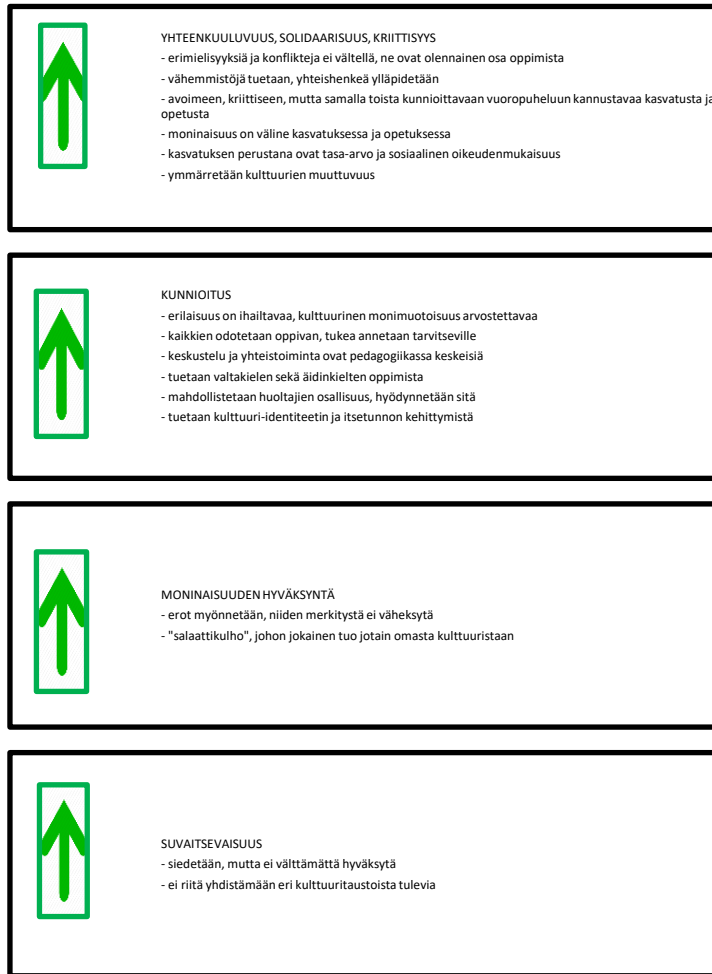 YHTEENKUULUVUUS, SOLIDAARISUUS, KRIITTISYYS
- erimielisyyksiä ja konflikteja ei vältellä, ne ovat olennainen osa oppimista
- vähemmistöjä tuetaan, yhteishenkeä ylläpidetään
- avoimeen, kriittiseen, mutta samalla toista kunnioittavaan vuoropuheluun kannustavaa kasvatusta ja
opetusta
- moninaisuus on väline kasvatuksessa ja opetuksessa
- kasvatuksen perustana ovat tasa-arvo ja sosiaalinen oikeudenmukaisuus
- ymmärretään kulttuurien muuttuvuus
KUNNIOITUS
- erilaisuus on ihailtavaa, kulttuurinen monimuotoisuus arvostettavaa
- kaikkien odotetaan oppivan, tukea annetaan tarvitseville
- keskustelu ja yhteistoiminta ovat pedagogiikassa keskeisiä
- tuetaan valtakielen sekä äidinkielten oppimista
- mahdollistetaan huoltajien osallisuus, hyödynnetään sitä
- tuetaan kulttuuri-identiteetin ja itsetunnon kehittymistä
MONINAISUUDEN HYVÄKSYNTÄ
- erot myönnetään, niiden merkitystä ei väheksytä
- "salaattikulho", johon jokainen tuo jotain omasta kulttuuristaan
SUVAITSEVAISUUS
- siedetään, mutta ei välttämättä hyväksytä
- ei riitä yhdistämään eri kulttuuritaustoista tulevia